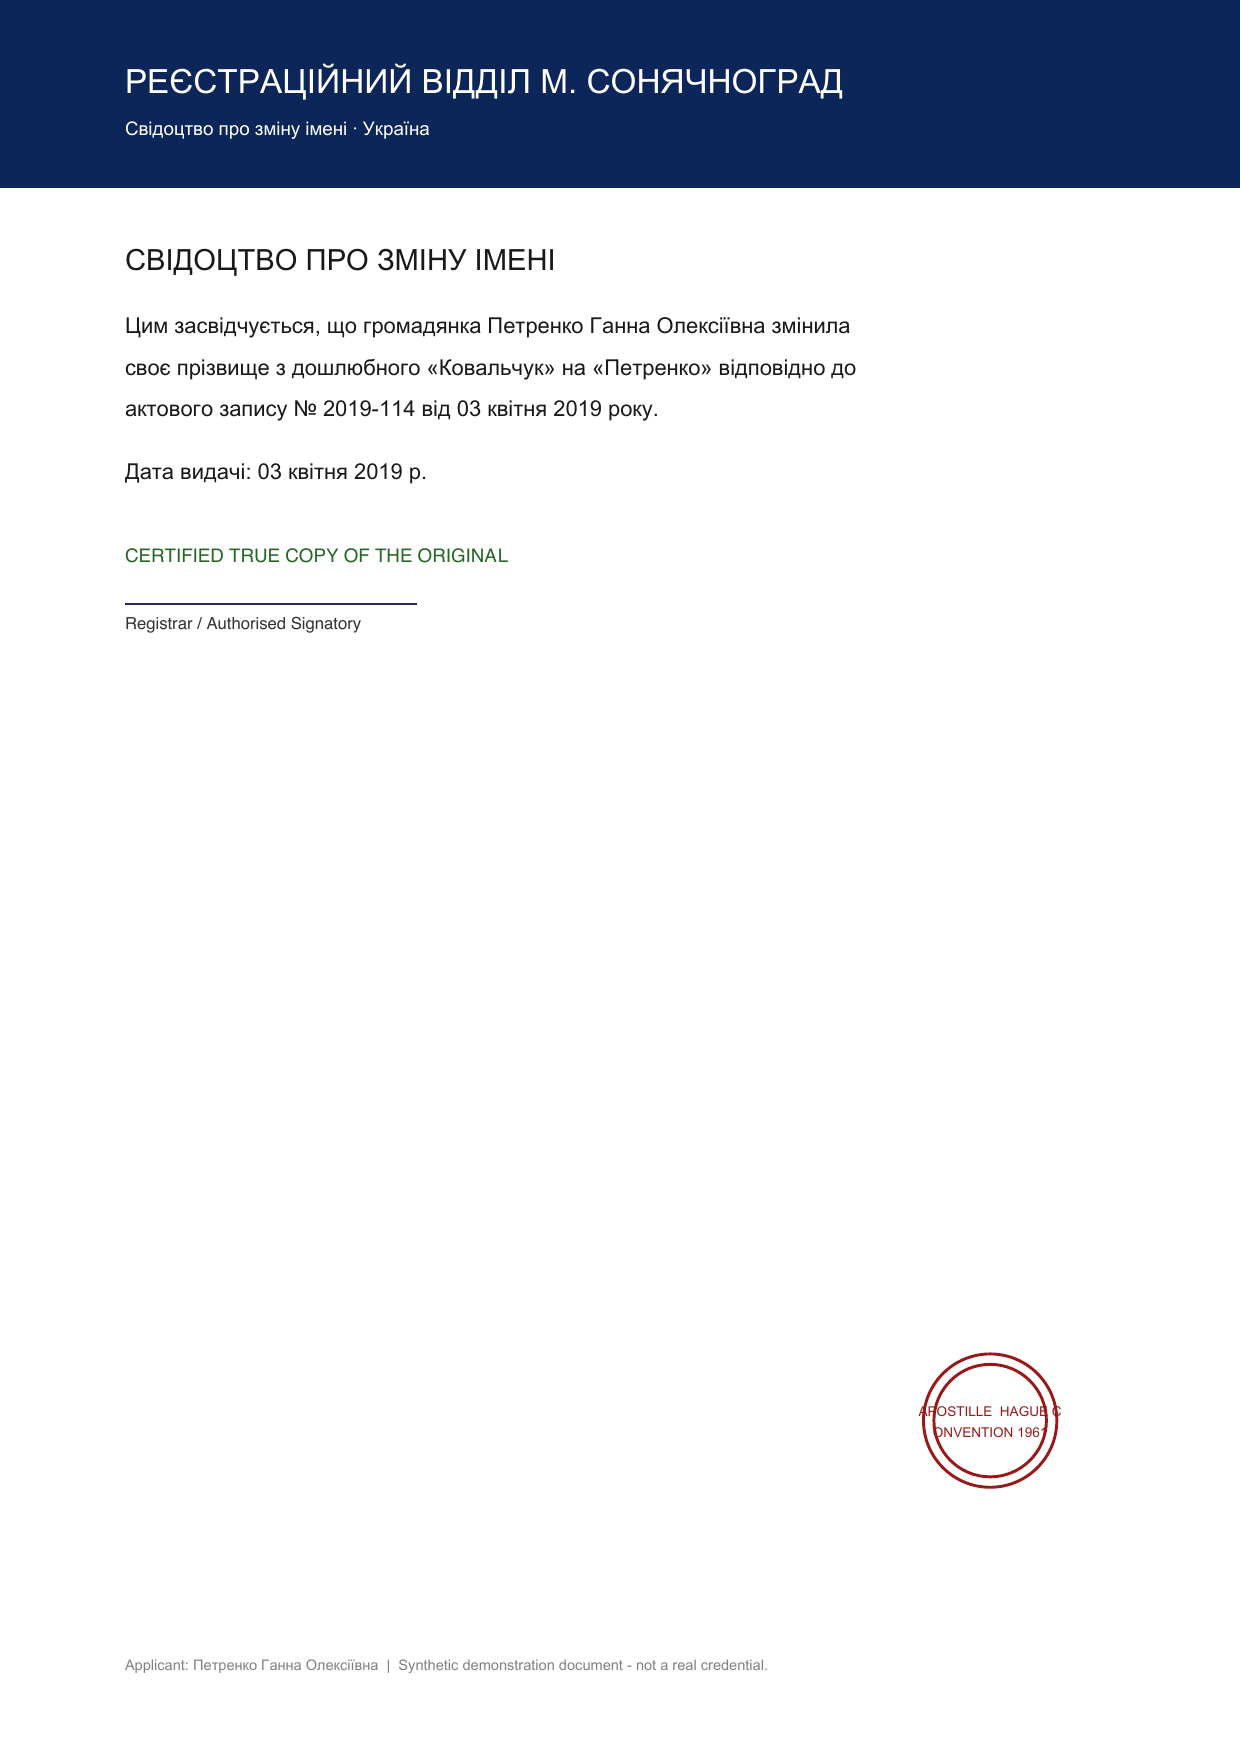 РЕЄСТРАЦІЙНИЙ ВІДДІЛ М. СОНЯЧНОГРАД
Свідоцтво про зміну імені · Україна
СВІДОЦТВО ПРО ЗМІНУ ІМЕНІ
Цим засвідчується, що громадянка Петренко Ганна Олексіївна змінила
своє прізвище з дошлюбного «Ковальчук» на «Петренко» відповідно до
актового запису № 2019-114 від 03 квітня 2019 року.
Дата видачі: 03 квітня 2019 р.
CERTIFIED TRUE COPY OF THE ORIGINAL
Registrar / Authorised Signatory
APOSTILLE HAGUE C
ONVENTION 1961
Applicant: Петренко Ганна Олексіївна | Synthetic demonstration document - not a real credential.